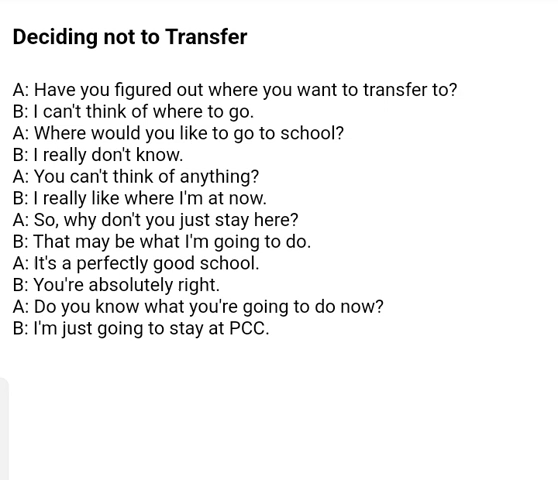 Deciding not to Transfer
A: Have you figured out where you want to transfer to?
B: I can't think of where to go.
A: Where would you like to go to school?
B: I really don't know.
A: You can't think of anything?
B: I really like where I'm at now.
A: So, why don't you just stay here?
B: That may be what I'm going to do.
A: It's a perfectly good school.
B: You're absolutely right.
A: Do you know what you're going to do now?
B: I'm just going to stay at PCC.